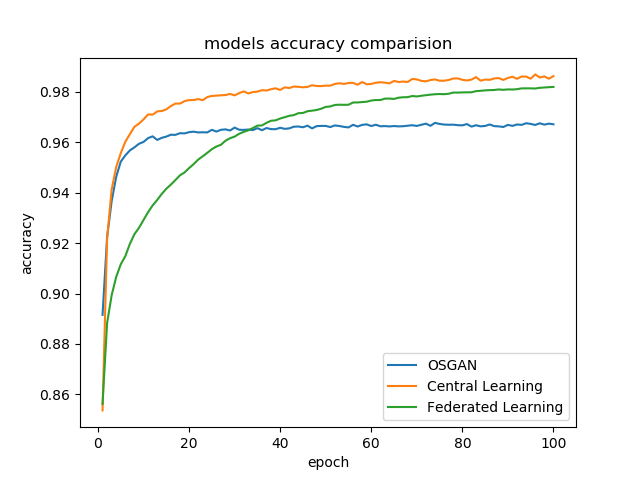 models accuracy comparision
0.98
0.96
0.94
0.92
0.90
0.88
0.86
accuracy
OSGAN
Central Learning
Federated Learning
0
20
40
60
80
100
epoch